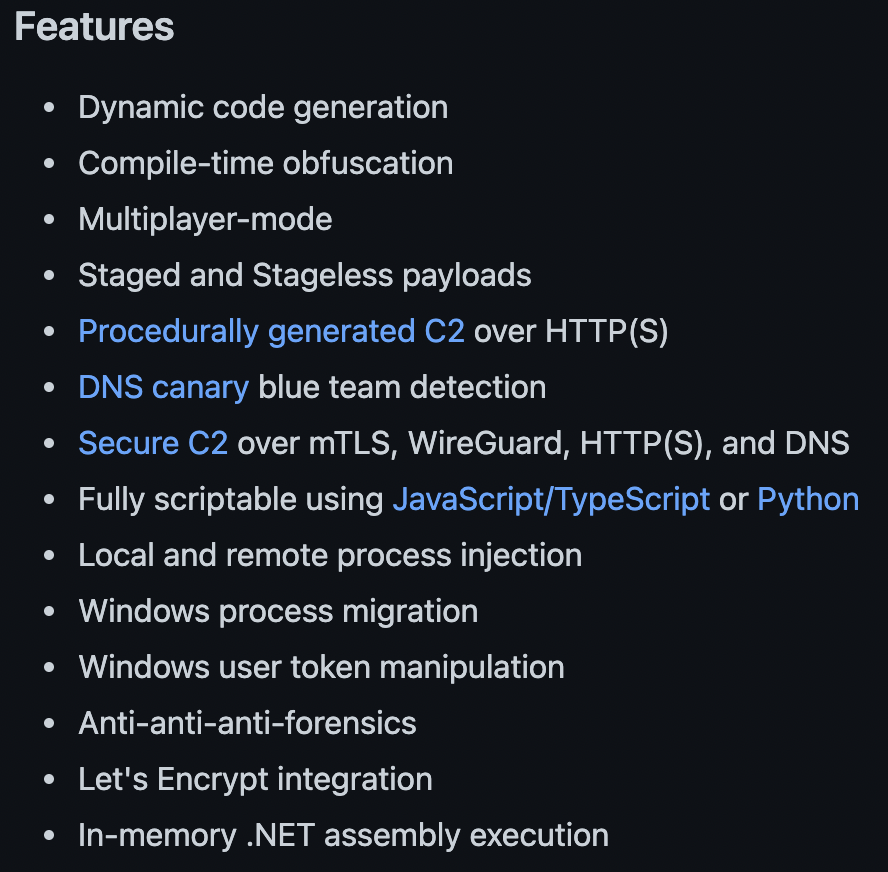 Features
Dynamic code generation
Compile-time obfuscation
Multiplayer-mode
Staged and Stageless payloads
Procedurally generated C2 over HTTP(S)
DNS canary blue team detection
Secure C2 over mTLS, WireGuard, HTTP(S), and DNS
Fully scriptable using JavaScript/TypeScript or Python
Local and remote process injection
Windows process migration
Windows user token manipulation
Anti-anti-anti-forensics
Let's Encrypt integration
In-memory .NET assembly execution